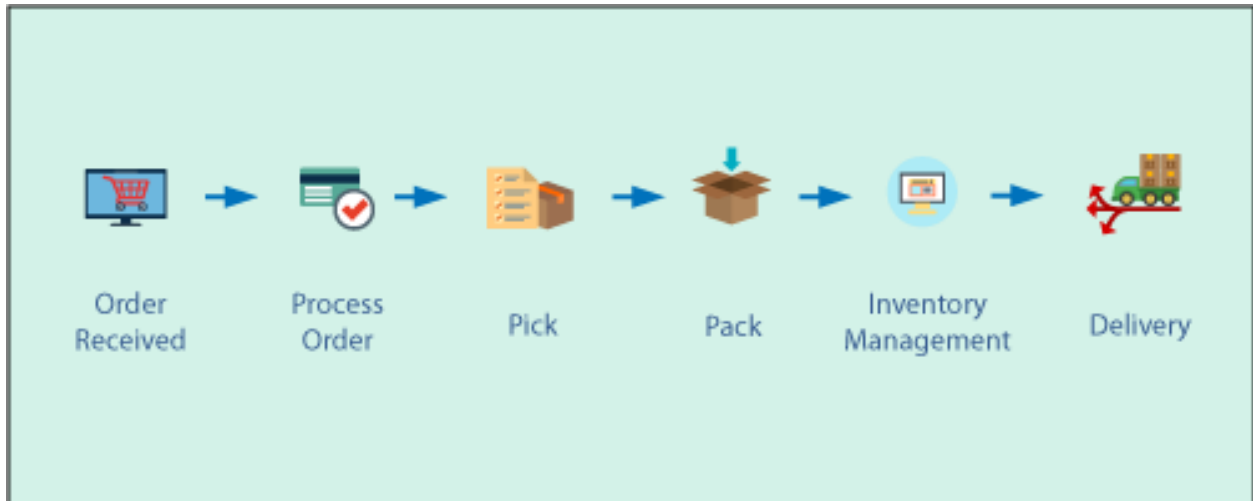 Order
Received
Process
Order
Pick
Pack
Inventory
Management
Delivery